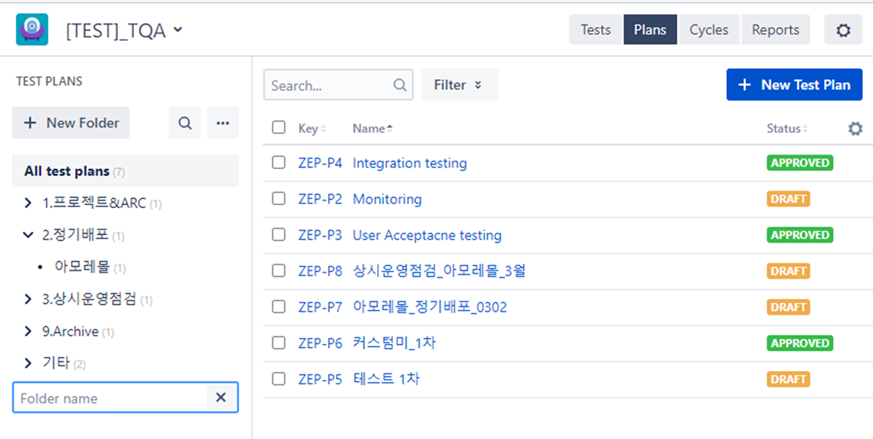 [TEST]_TQA
Tests Plans Cycles Reports
TEST PLANS
+ New Folder
All test plans (7)
1.프로젝트&ARC (1)
2.정기배포 (1)
아모레몰 (1)
3.상시운영점검 (1)
9.Archive (1)
기타 (2)
Folder name
Search...
Filter
+ New Test Plan
Key Name Status
ZEP-P4 Integration testing APPROVED
ZEP-P2 Monitoring DRAFT
ZEP-P3 User Acceptacne testing APPROVED
ZEP-P8 상시운영점검_아모레몰_3월 DRAFT
ZEP-P7 아모레몰_정기배포_0302 DRAFT
ZEP-P6 커스텀미_1차 APPROVED
ZEP-P5 테스트 1차 DRAFT